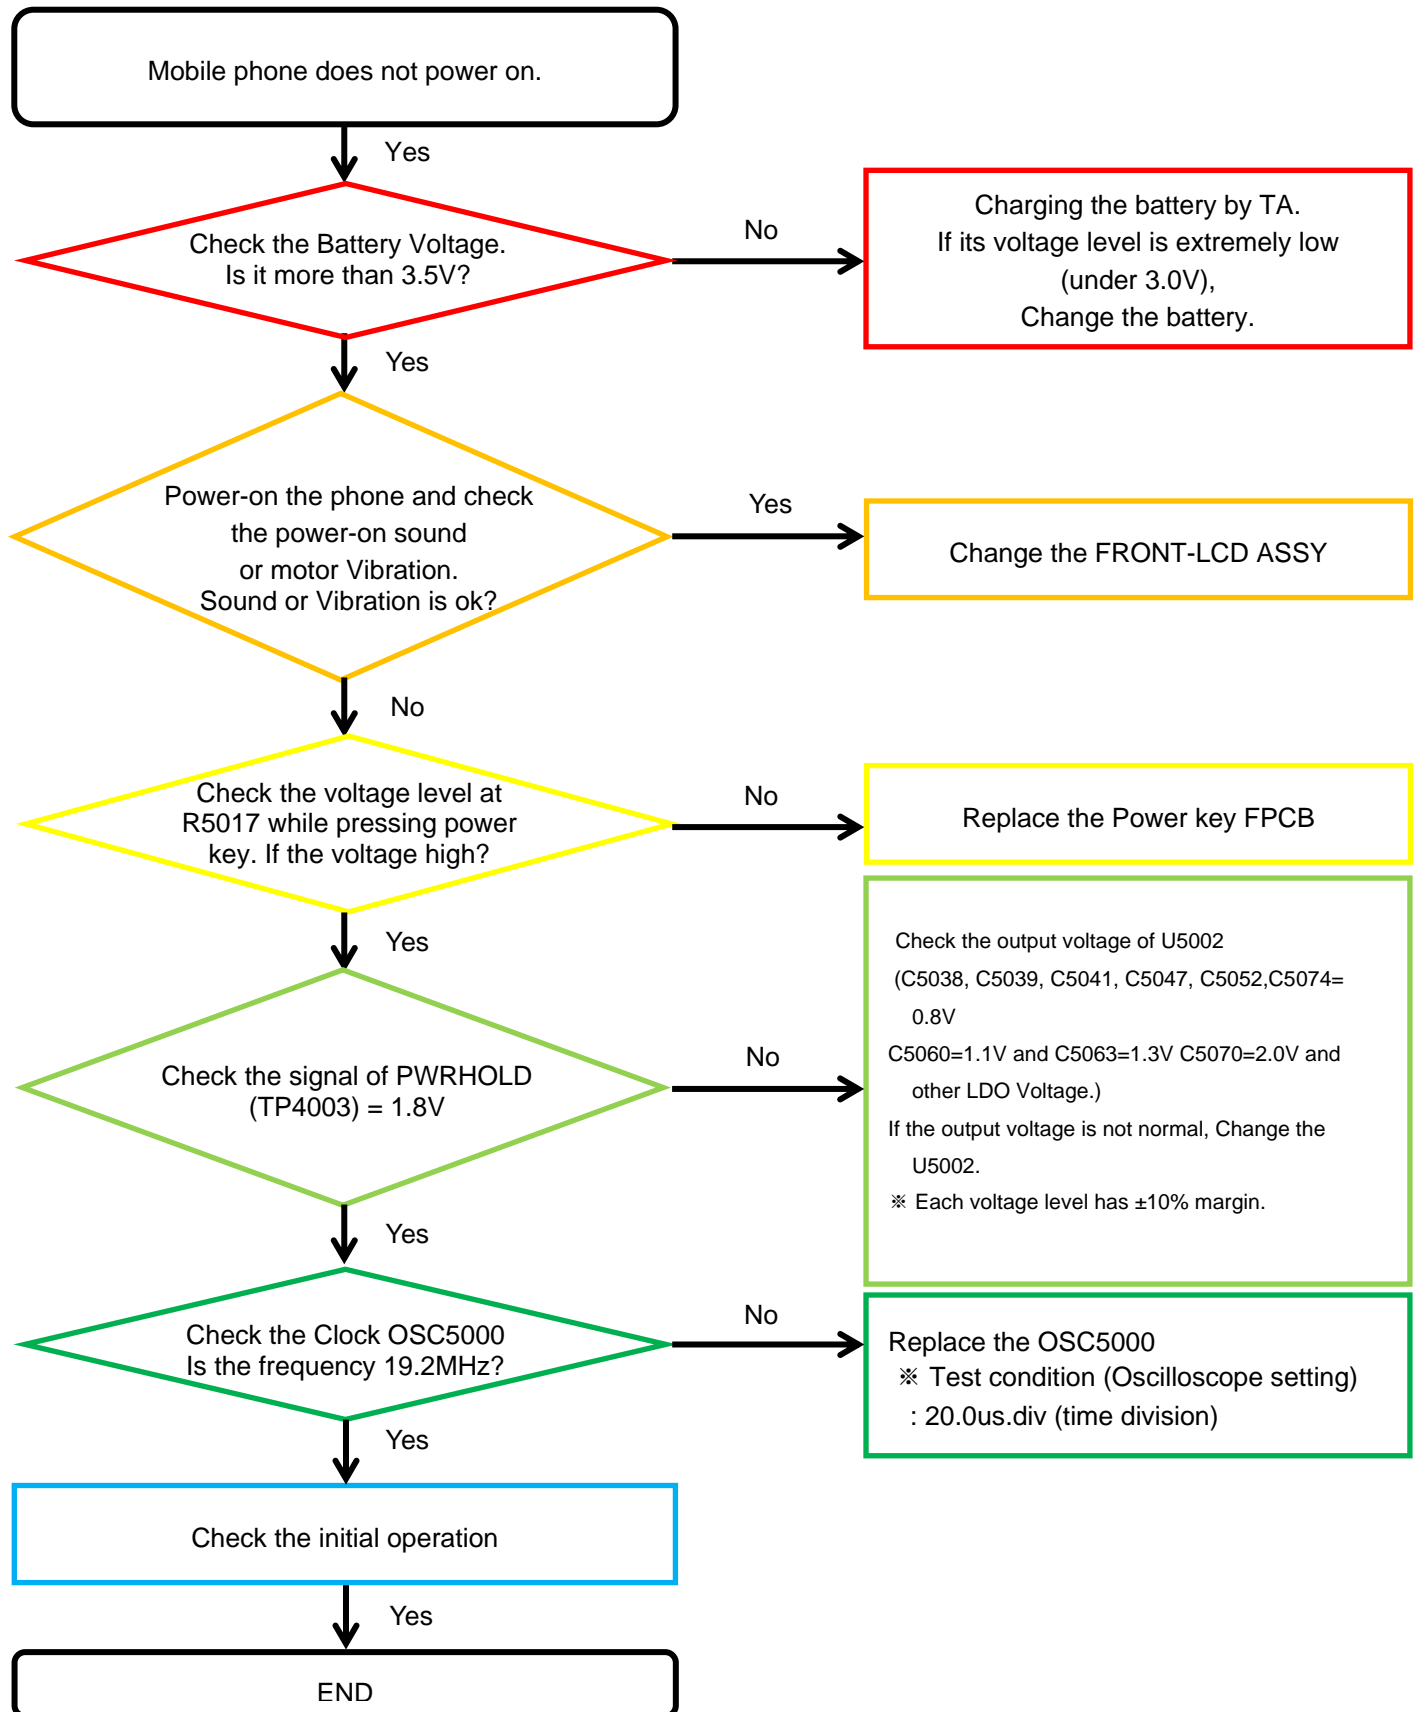 Mobile phone does not power on.
Yes
Check the Battery Voltage.
Is it more than 3.5V?
No
Charging the battery by TA.
If its voltage level is extremely low
(under 3.0V),
Change the battery.
Yes
Power-on the phone and check
the power-on sound
or motor Vibration.
Sound or Vibration is ok?
Yes
Change the FRONT-LCD ASSY
No
Check the voltage level at
R5017 while pressing power
key. If the voltage high?
No
Replace the Power key FPCB
Yes
Check the signal of PWRHOLD
(TP4003) = 1.8V
No
Check the output voltage of U5002
(C5038, C5039, C5041, C5047, C5052,C5074=
0.8V
C5060=1.1V and C5063=1.3V C5070=2.0V and
other LDO Voltage.)
If the output voltage is not normal, Change the
U5002.
※ Each voltage level has ±10% margin.
Yes
Check the Clock OSC5000
Is the frequency 19.2MHz?
No
Replace the OSC5000
※ Test condition (Oscilloscope setting)
: 20.0us.div (time division)
Yes
Check the initial operation
Yes
END